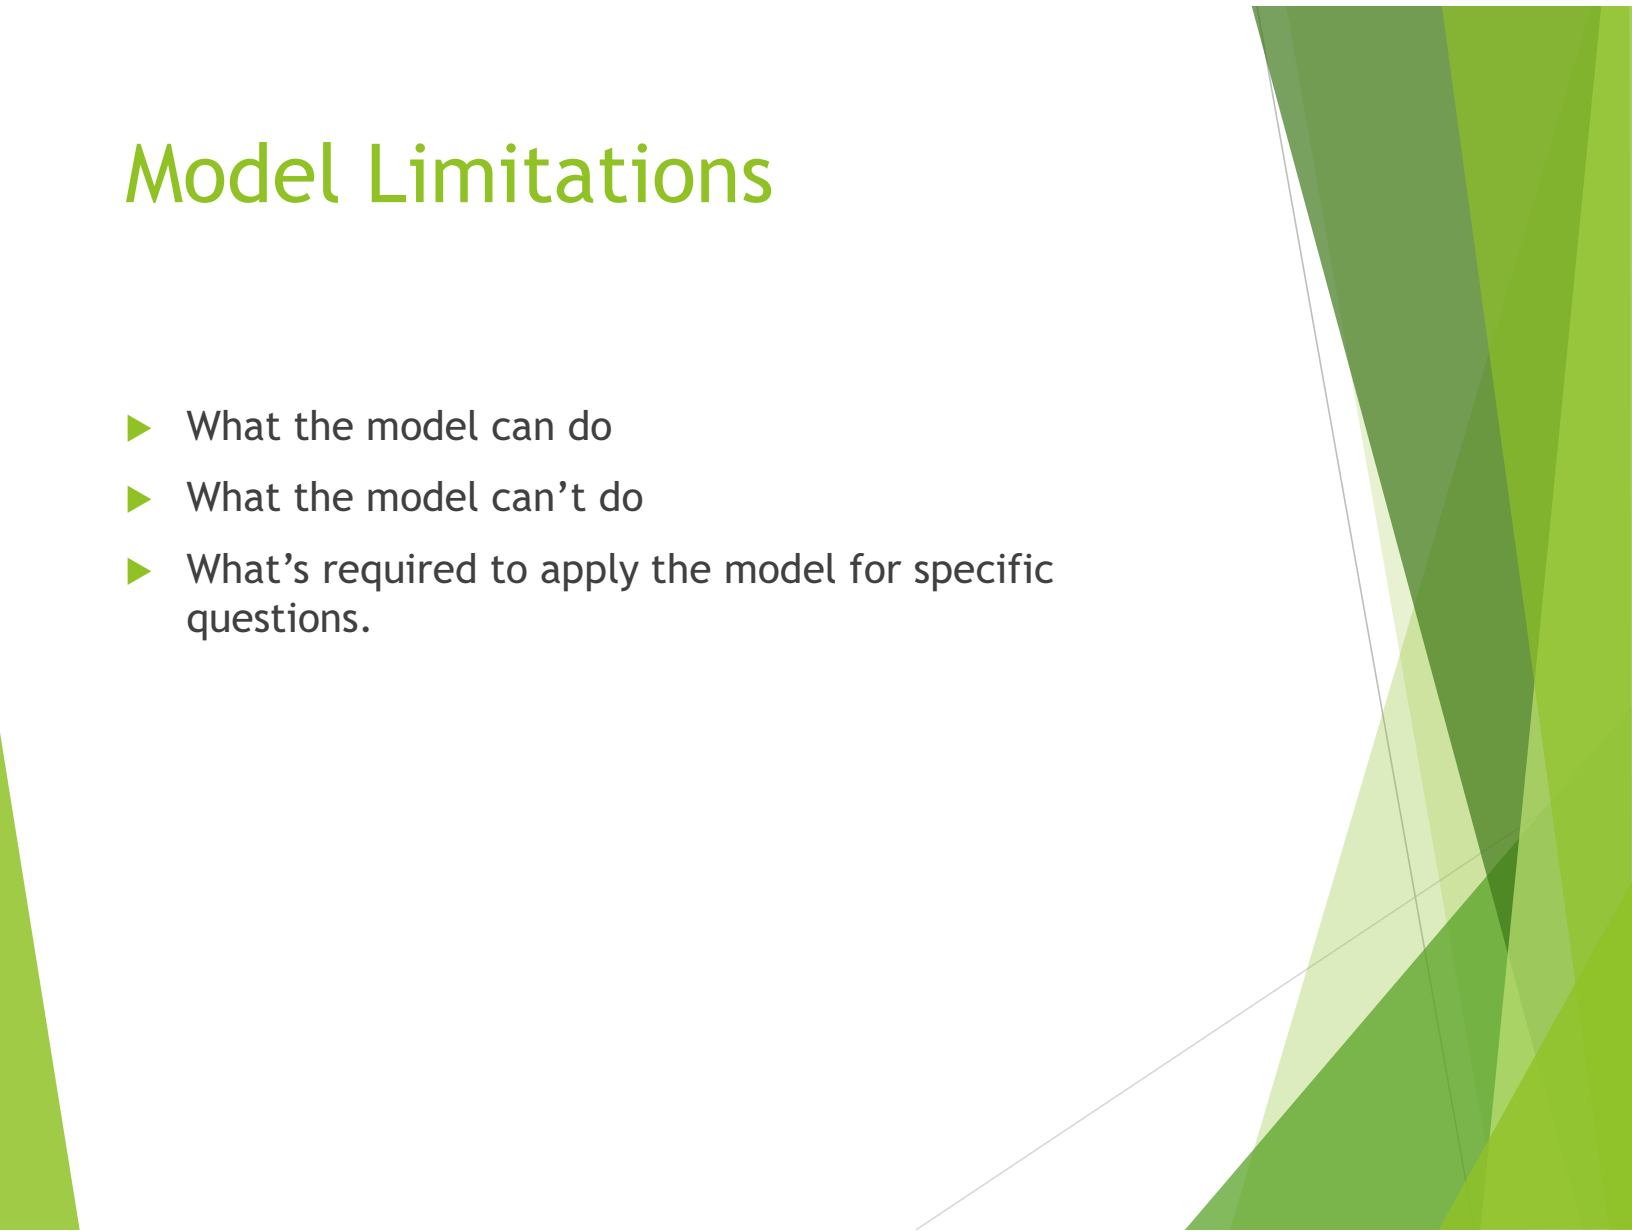 Model Limitations
What the model can do
What the model can’t do
What’s required to apply the model for specific
questions.